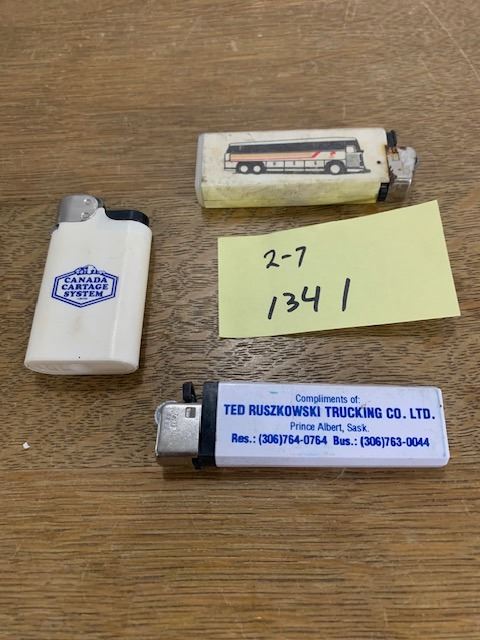 2-7
1341
CANADA
CARTAGE
SYSTEM
Compliments of:
TED RUSZKOWSKI TRUCKING CO. LTD.
Prince Albert, Sask.
Res.: (306)764-0764 Bus.: (306)763-0044